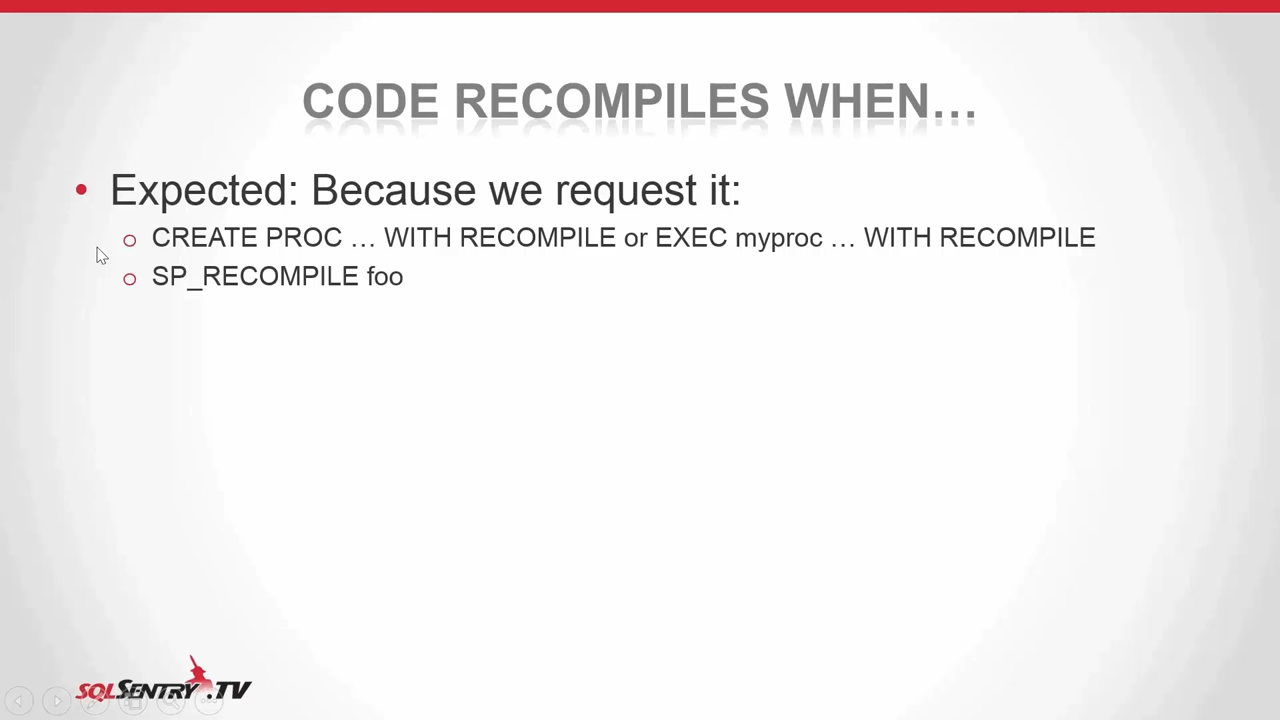 CODE RECOMPILES WHEN…
• Expected: Because we request it:
o CREATE PROC … WITH RECOMPILE or EXEC myproc … WITH RECOMPILE
o SP_RECOMPILE foo
SQLSENTRY.TV